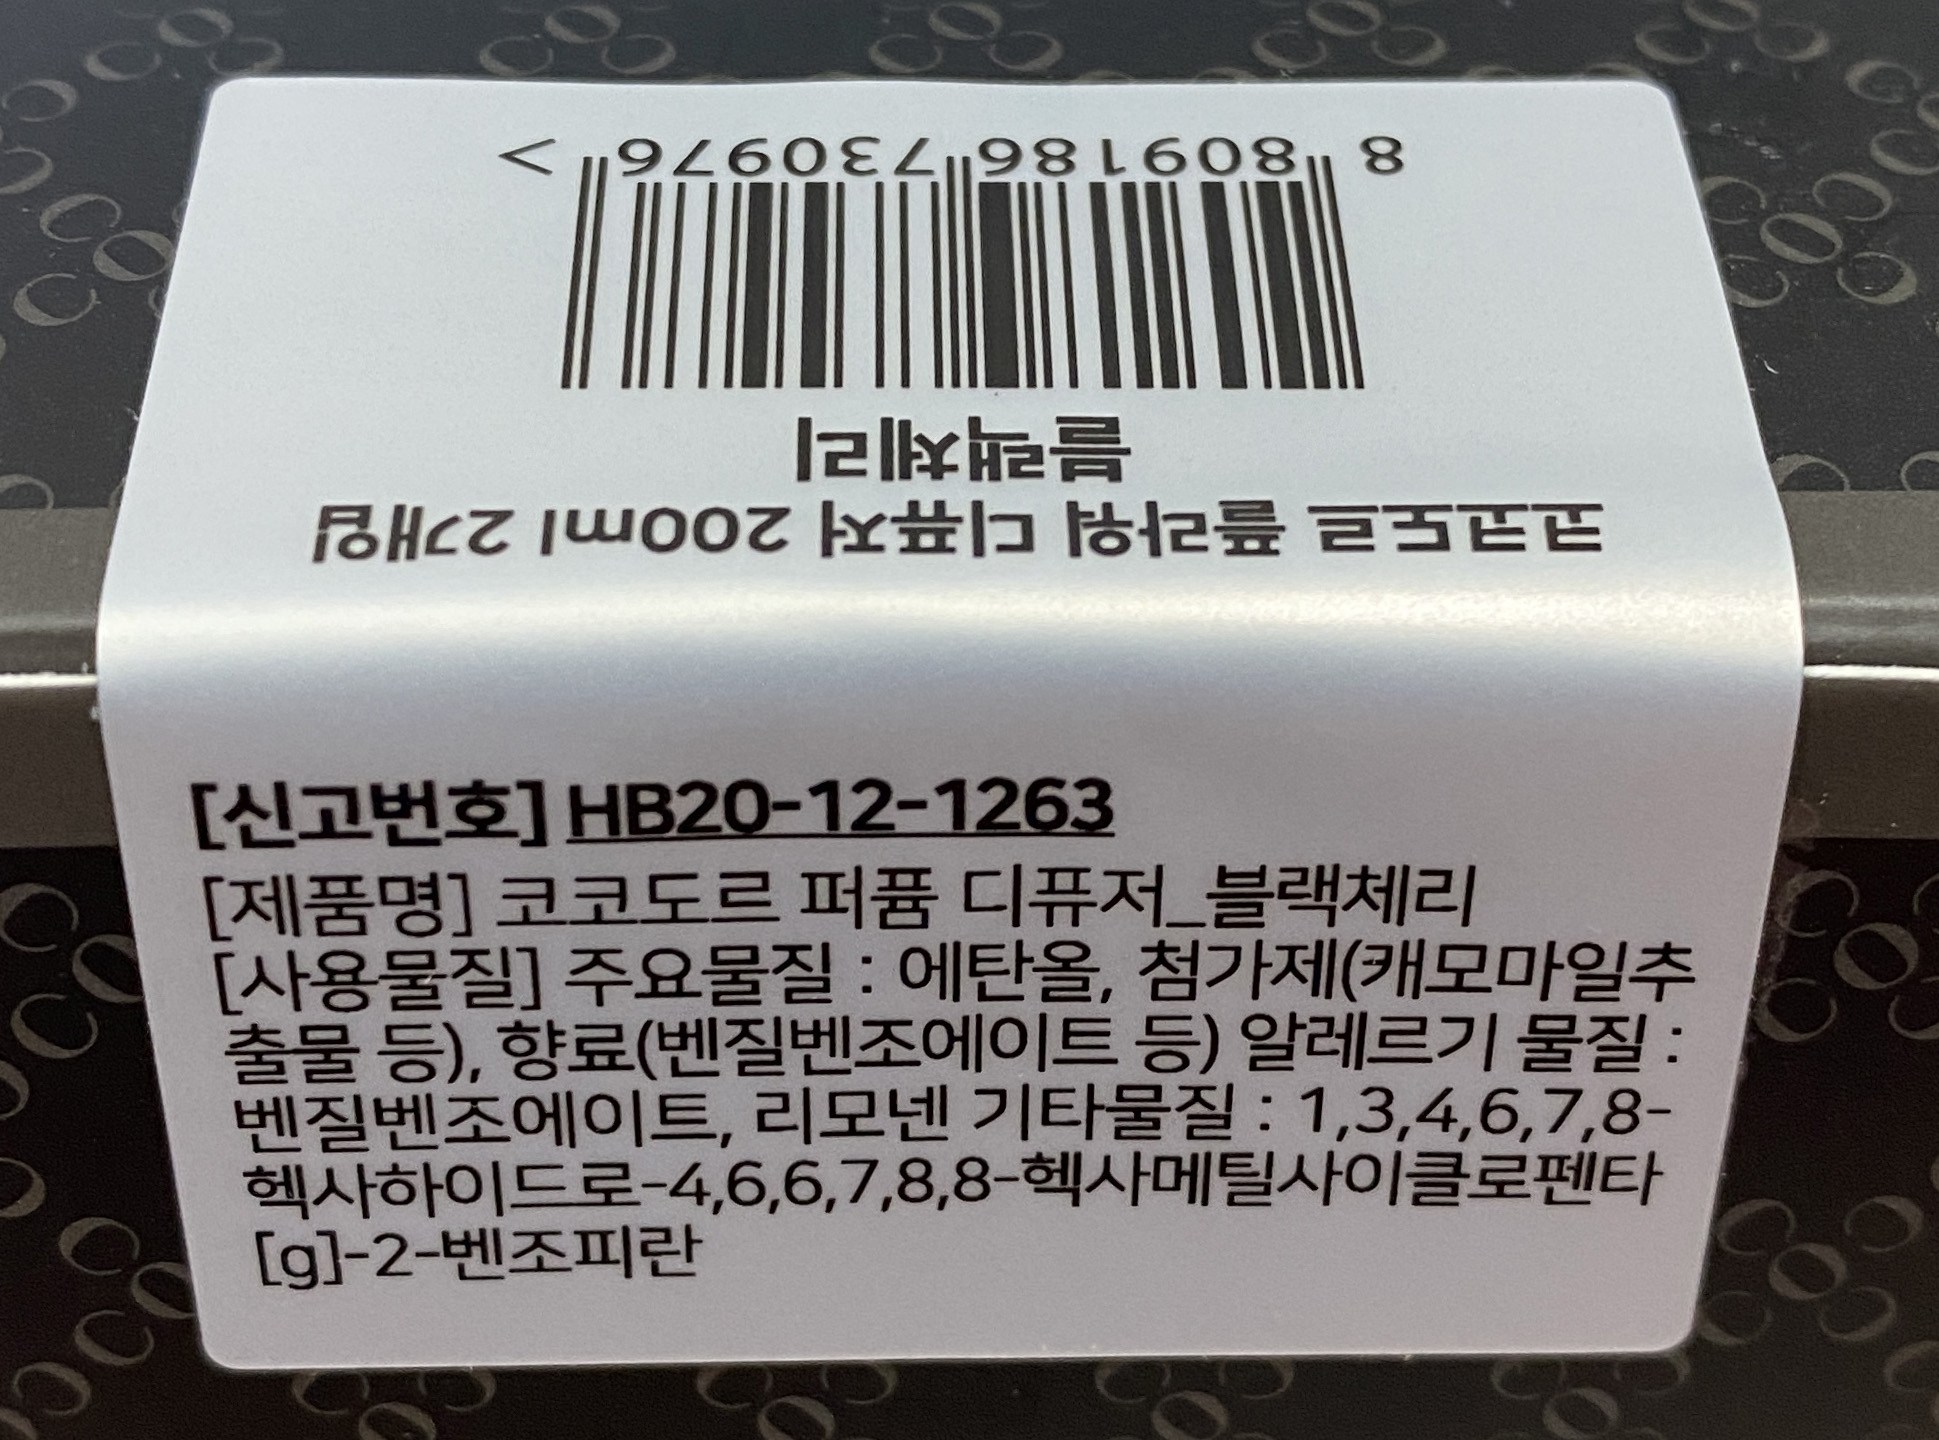 8 809186 730976 >
블랙체리
코코도르 플라워 디퓨저 200ml 2개입
[신고번호] HB20-12-1263
[제품명] 코코도르 퍼퓸 디퓨저_블랙체리
[사용물질] 주요물질 : 에탄올, 첨가제(캐모마일추
출물 등), 향료(벤질벤조에이트 등) 알레르기 물질 :
벤질벤조에이트, 리모넨 기타물질 : 1,3,4,6,7,8-
헥사하이드로-4,6,6,7,8,8-헥사메틸사이클로펜타
[g]-2-벤조피란